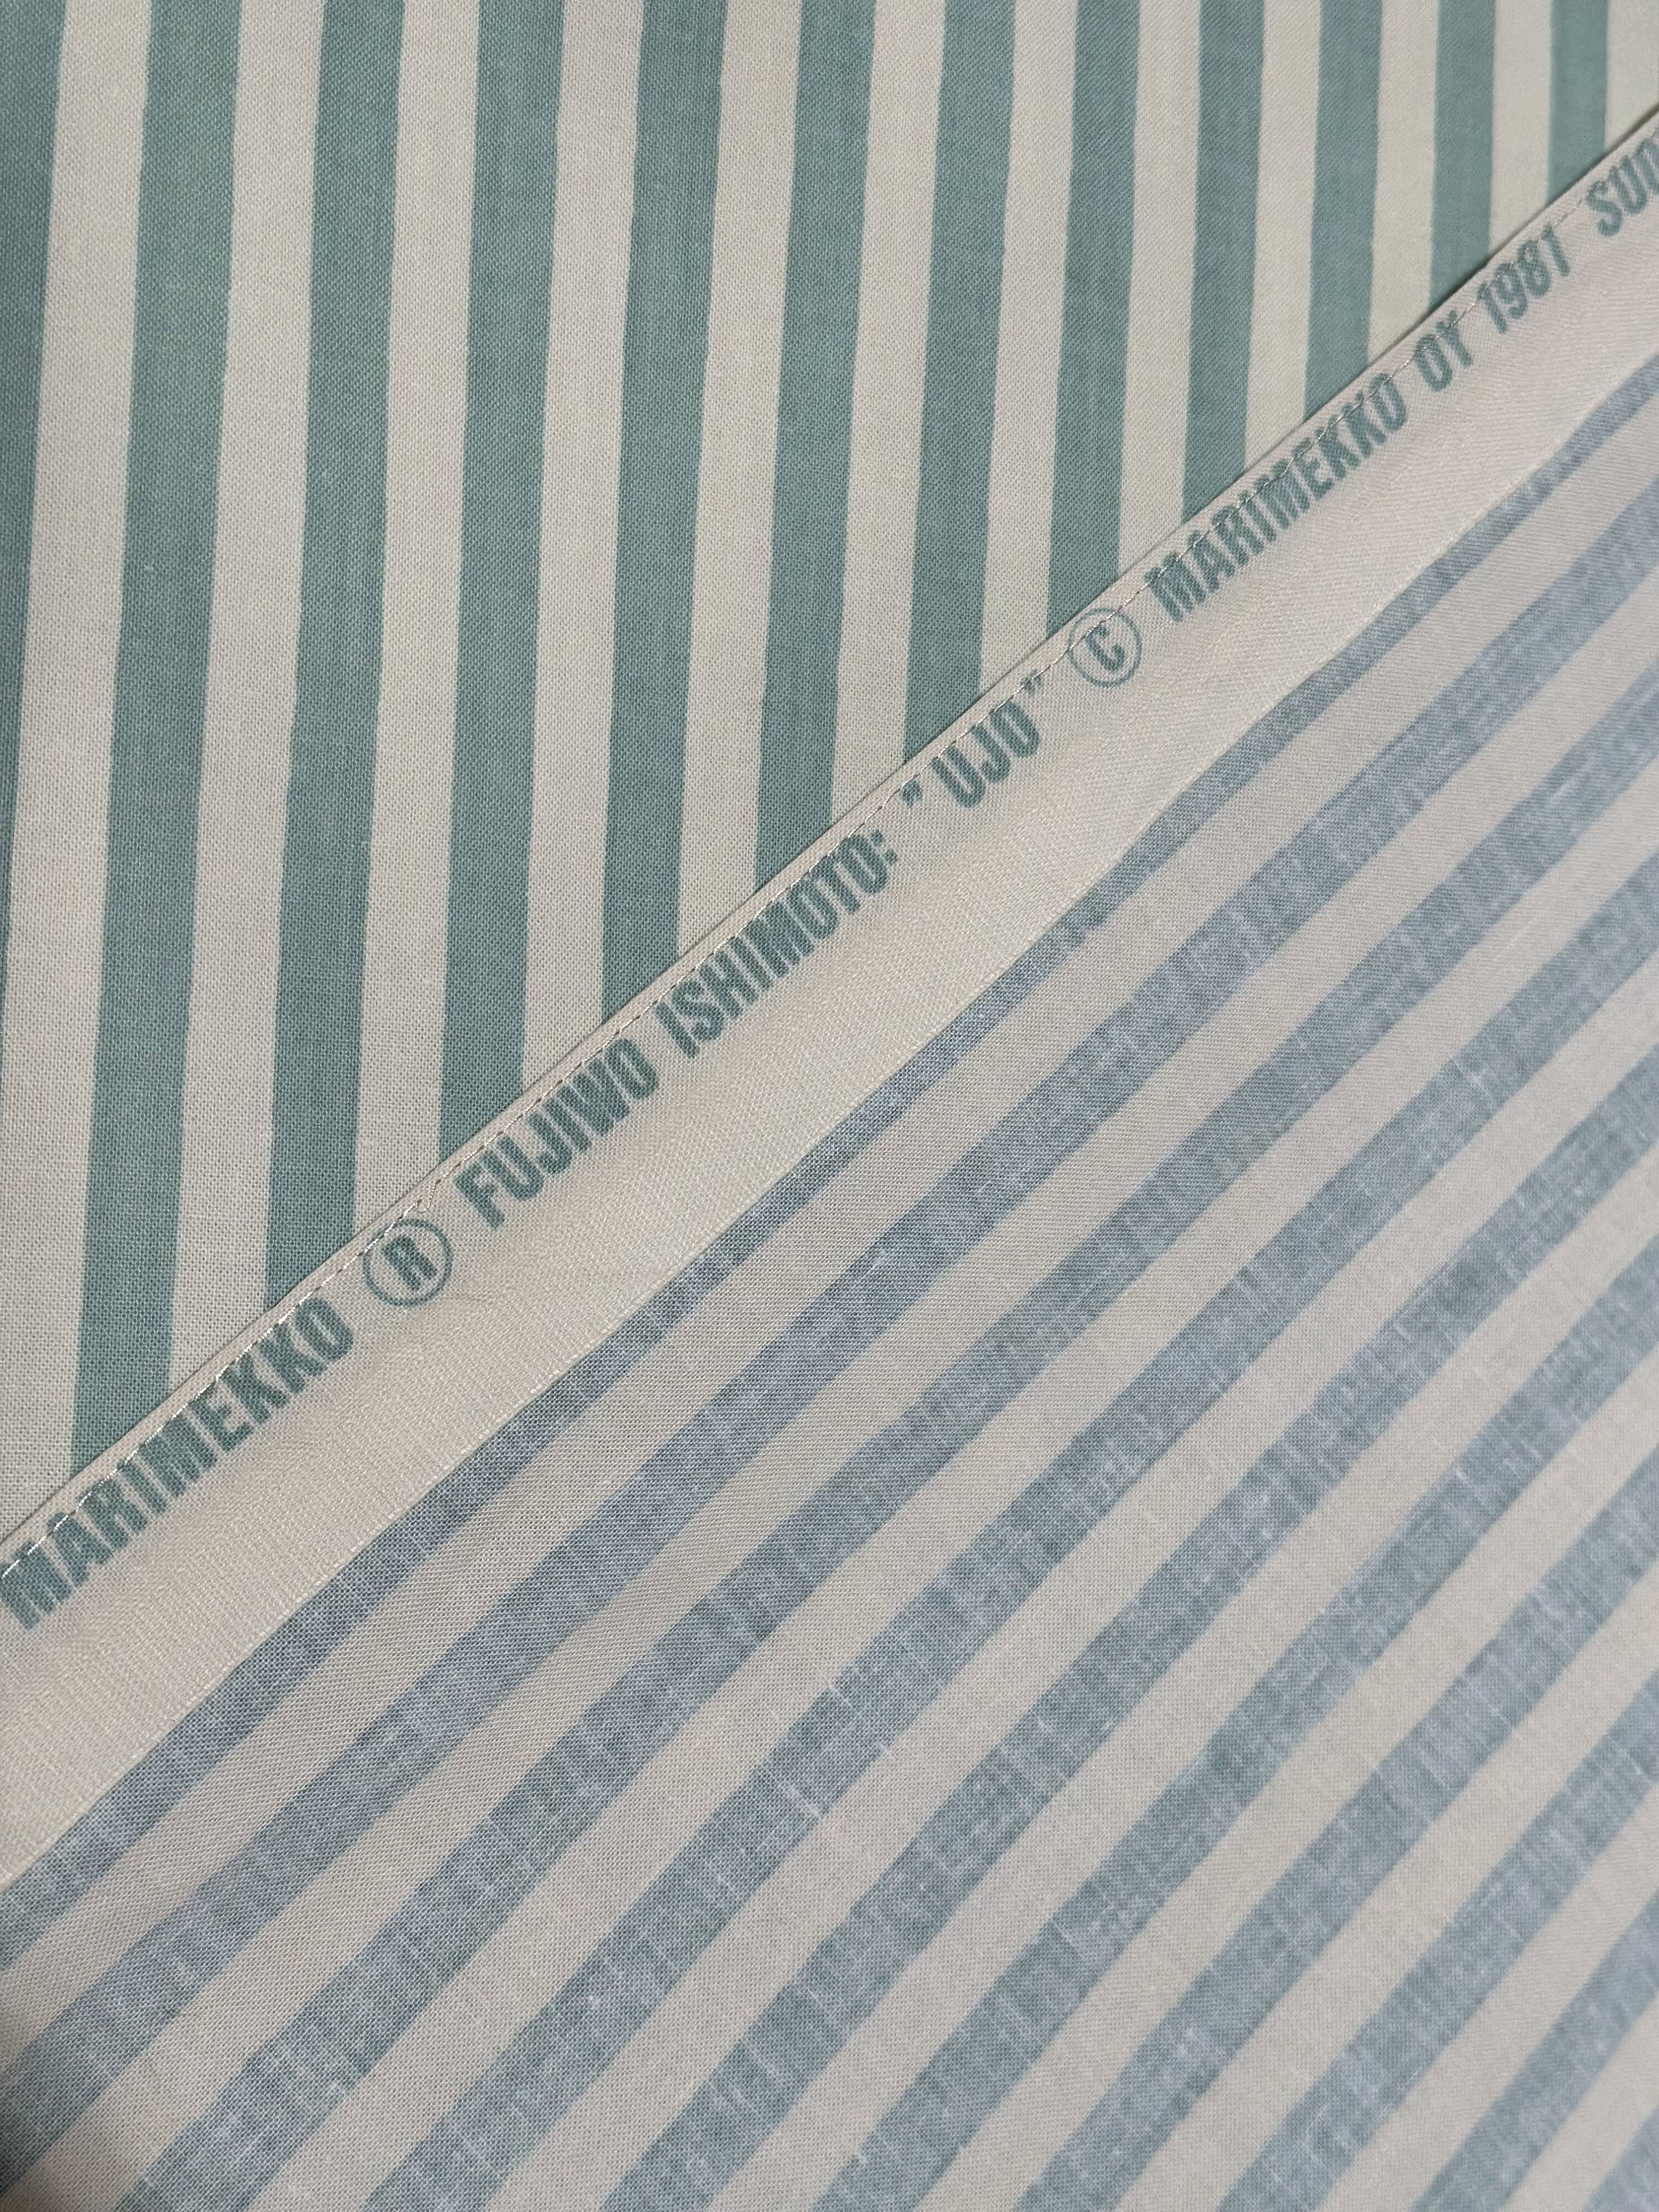 MARIMEKKO ® FUJIWO ISHIMOTO: "UJO" © MARIMEKKO OY 1981